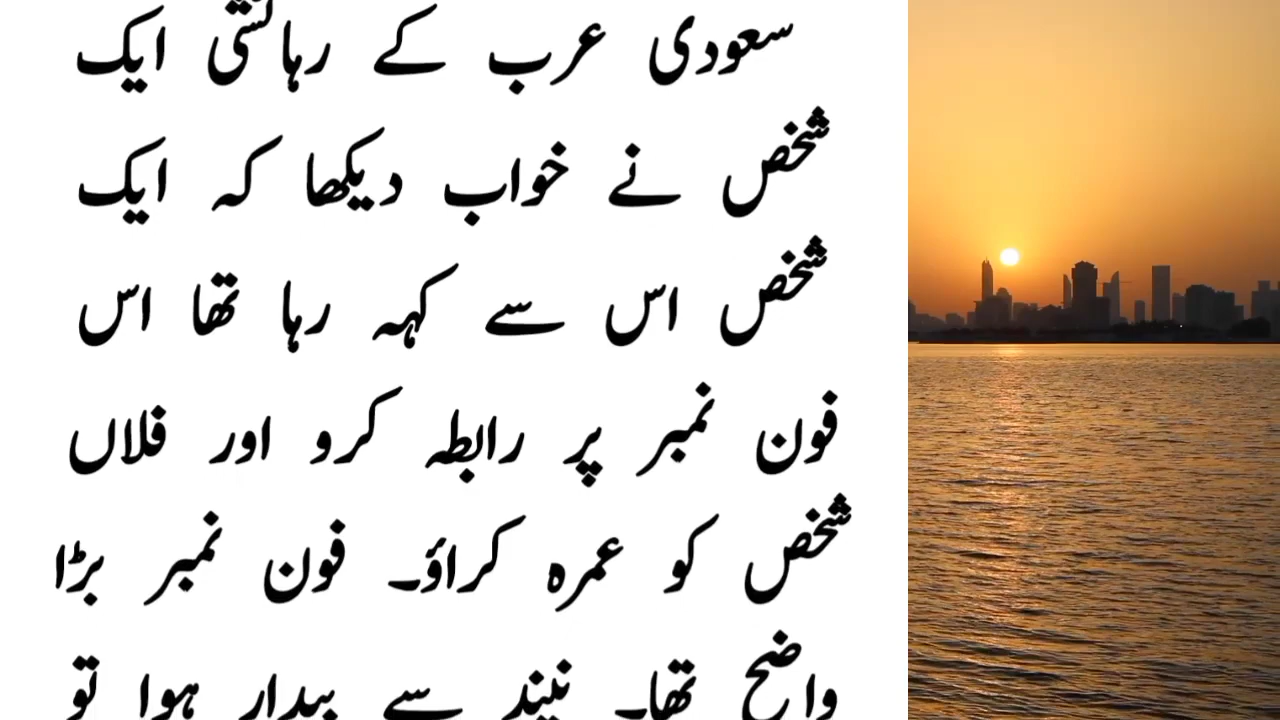 سعودی عرب کے رہائشی ایک
شخص نے خواب دیکھا کہ ایک
شخص اس سے کہہ رہا تھا اس
فون نمبر پر رابطہ کرو اور فلاں
شخص کو عمرہ کراؤ۔ فون نمبر بڑا
واضح تھا۔ نیند سے بیدار ہوا تو